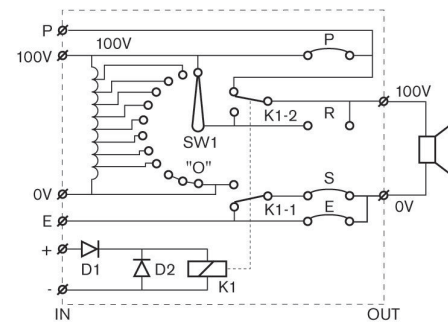 P
100V
100V
P
100V
K1-2
R
SW1
"O"
0V
S
K1-1
E
0V
E
+
D1
D2
K1
-
IN
OUT